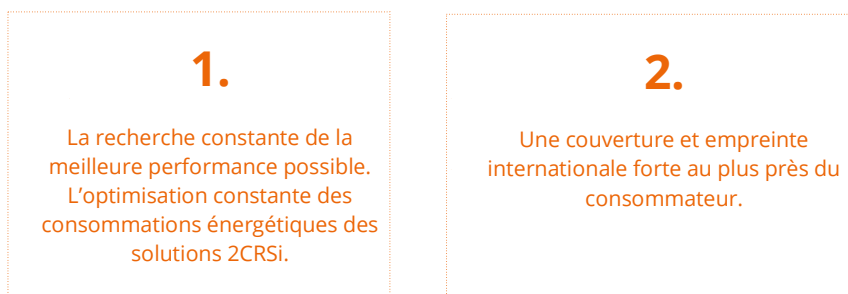 1.
La recherche constante de la
meilleure performance possible.
L’optimisation constante des
consommations énergétiques des
solutions 2CRSi.
2.
Une couverture et empreinte
internationale forte au plus près du
consommateur.